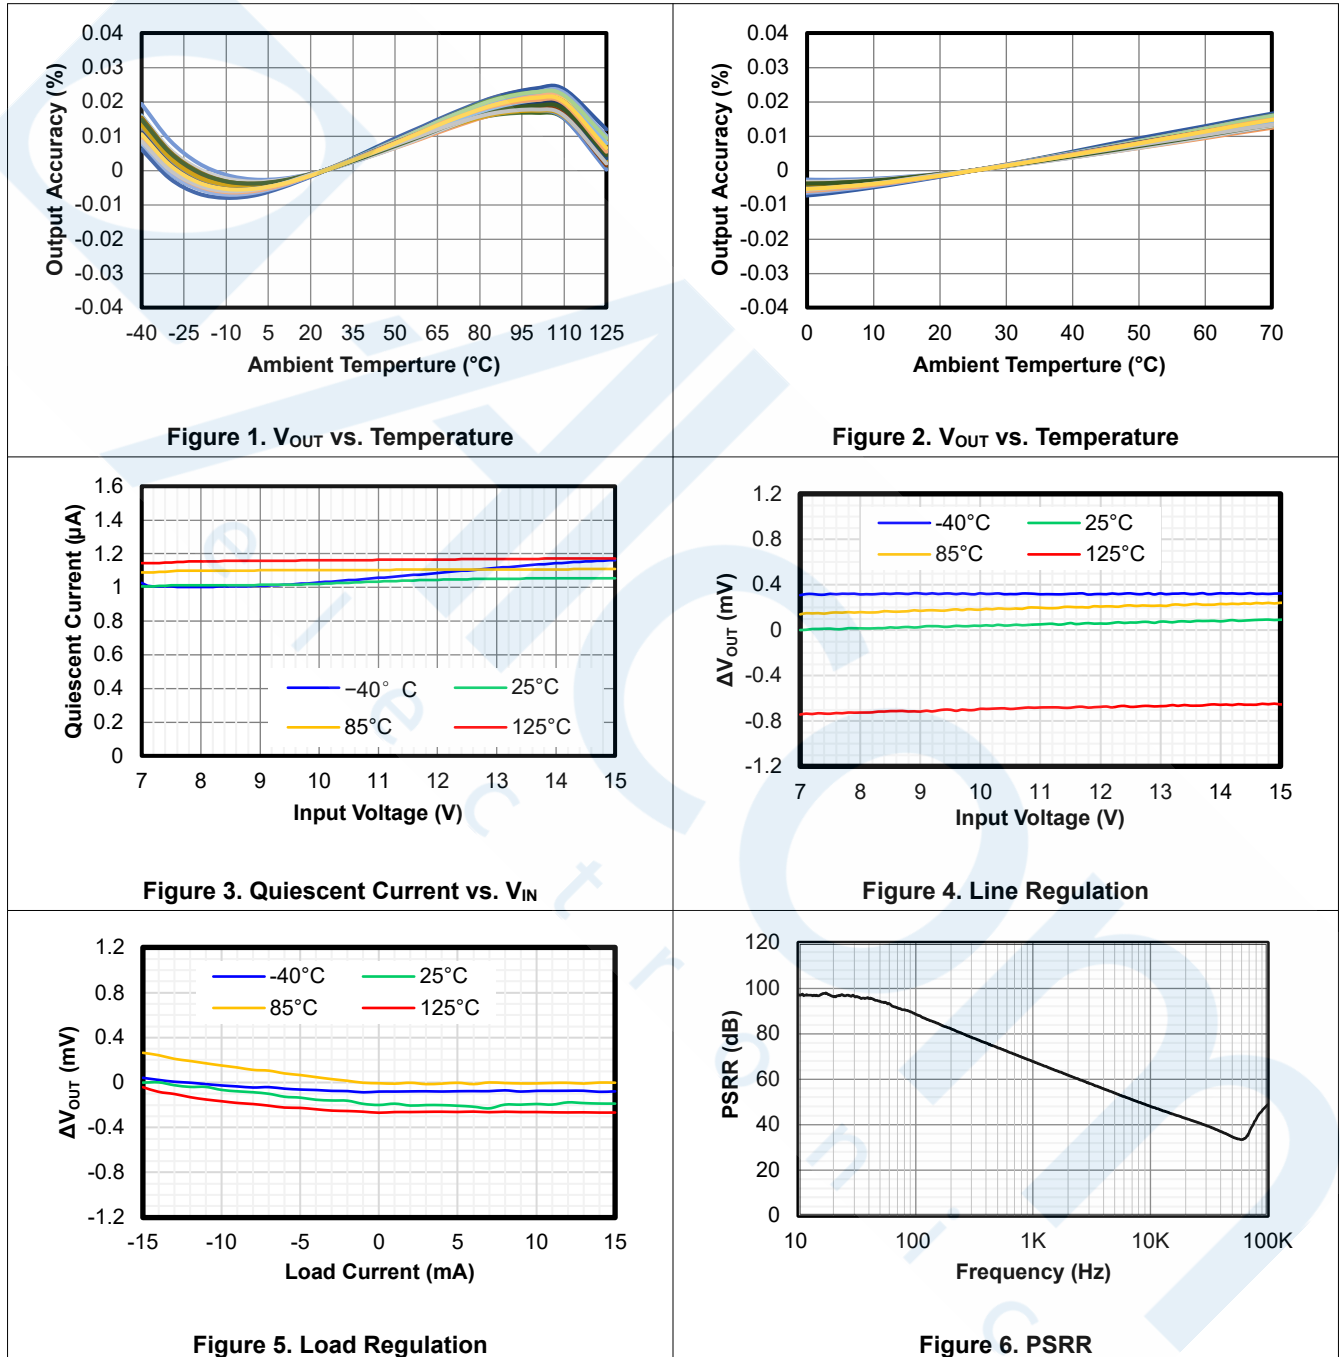 0.04
0.03
0.02
0.01
0
-0.01
-0.02
-0.03
-0.04
Output Accuracy (%)
-40 -25 -10 5 20 35 50 65 80 95 110 125
Ambient Temperture (°C)
Figure 1. VOUT vs. Temperature
0.04
0.03
0.02
0.01
0
-0.01
-0.02
-0.03
-0.04
Output Accuracy (%)
0 10 20 30 40 50 60 70
Ambient Temperture (°C)
Figure 2. VOUT vs. Temperature
1.6
1.4
1.2
1
0.8
0.6
0.4
0.2
0
Quiescent Current (µA)
−40° C 25°C
85°C 125°C
7 8 9 10 11 12 13 14 15
Input Voltage (V)
Figure 3. Quiescent Current vs. VIN
1.2
0.8
0.4
0
-0.4
-0.8
-1.2
ΔVOUT (mV)
-40°C 25°C
85°C 125°C
7 8 9 10 11 12 13 14 15
Input Voltage (V)
Figure 4. Line Regulation
1.2
0.8
0.4
0
-0.4
-0.8
-1.2
ΔVOUT (mV)
-40°C 25°C
85°C 125°C
-15 -10 -5 0 5 10 15
Load Current (mA)
Figure 5. Load Regulation
120
100
80
60
40
20
0
PSRR (dB)
10 100 1K 10K 100K
Frequency (Hz)
Figure 6. PSRR